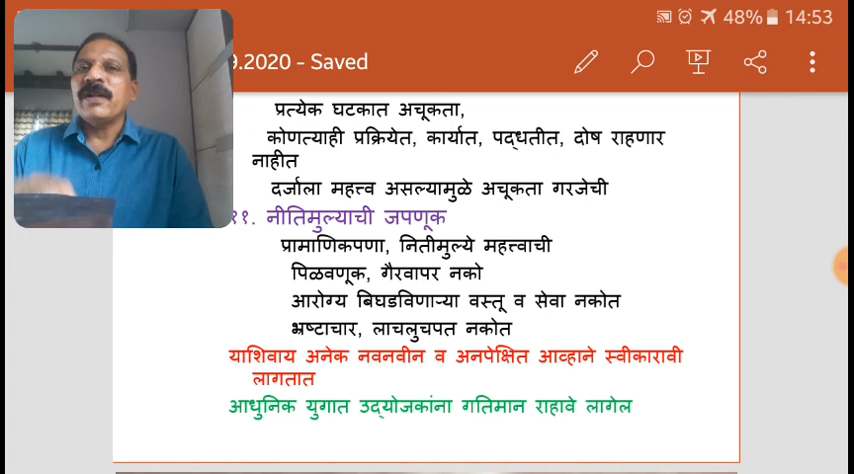 48% 14:53
9.2020 - Saved
प्रत्येक घटकात अचूकता,
कोणत्याही प्रक्रियेत, कार्यात, पद्धतीत, दोष राहणार
नाहीत
दर्जाला महत्त्व असल्यामुळे अचूकता गरजेची
११. नीतिमुल्याची जपणूक
प्रामाणिकपणा, नितीमुल्ये महत्त्वाची
पिळवणूक, गैरवापर नको
आरोग्य बिघडविणाऱ्या वस्तू व सेवा नकोत
भ्रष्टाचार, लाचलुचपत नकोत
याशिवाय अनेक नवनवीन व अनपेक्षित आव्हाने स्वीकारावी
लागतात
आधुनिक युगात उद्योजकांना गतिमान राहावे लागेल